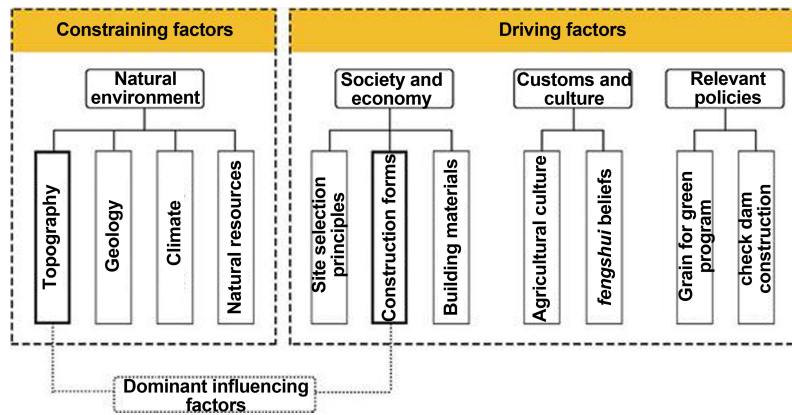 Constraining factors
Driving factors
Natural
environment
Society and
economy
Customs and
culture
Relevant
policies
Topography
Geology
Climate
Natural resources
Site selection
principles
Construction forms
Building materials
Agricultural culture
fengshui beliefs
Grain for green
program
check dam
construction
Dominant influencing
factors